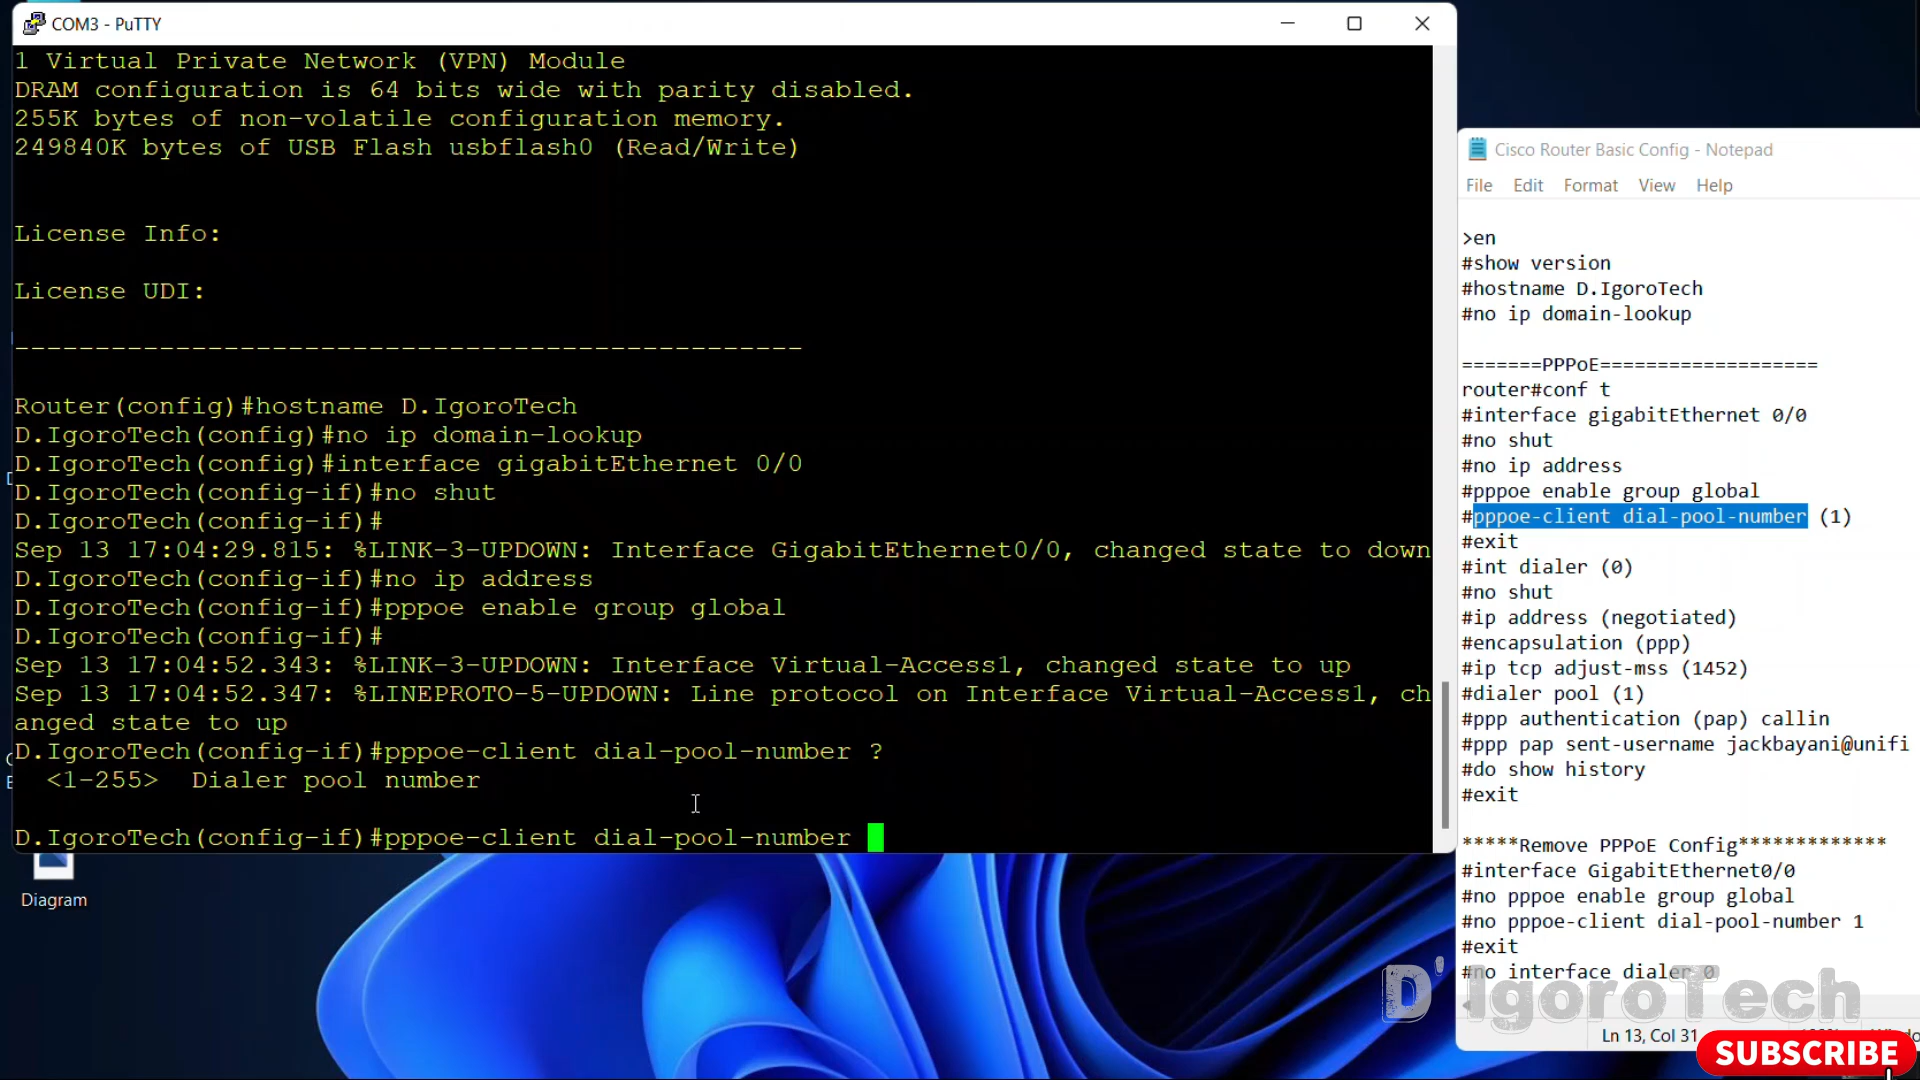 COM3 - PuTTY
1 Virtual Private Network (VPN) Module
DRAM configuration is 64 bits wide with parity disabled.
255K bytes of non-volatile configuration memory.
249840K bytes of USB Flash usbflash0 (Read/Write)
License Info:
License UDI:
-------------------------------------------------
Router(config)#hostname D.IgoroTech
D.IgoroTech(config)#no ip domain-lookup
D.IgoroTech(config)#interface gigabitEthernet 0/0
D.IgoroTech(config-if)#no shut
D.IgoroTech(config-if)#
Sep 13 17:04:29.815: %LINK-3-UPDOWN: Interface GigabitEthernet0/0, changed state to down
D.IgoroTech(config-if)#no ip address
D.IgoroTech(config-if)#pppoe enable group global
D.IgoroTech(config-if)#
Sep 13 17:04:52.343: %LINK-3-UPDOWN: Interface Virtual-Access1, changed state to up
Sep 13 17:04:52.347: %LINEPROTO-5-UPDOWN: Line protocol on Interface Virtual-Access1, ch
anged state to up
D.IgoroTech(config-if)#pppoe-client dial-pool-number ?
<1-255> Dialer pool number
D.IgoroTech(config-if)#pppoe-client dial-pool-number
Diagram
Cisco Router Basic Config - Notepad
File Edit Format View Help
>en
#show version
#hostname D.IgoroTech
#no ip domain-lookup
=======PPPoE===================
router#conf t
#interface gigabitEthernet 0/0
#no shut
#no ip address
#pppoe enable group global
#pppoe-client dial-pool-number (1)
#exit
#int dialer (0)
#no shut
#ip address (negotiated)
#encapsulation (ppp)
#ip tcp adjust-mss (1452)
#dialer pool (1)
#ppp authentication (pap) callin
#ppp pap sent-username jackbayani@unifi
#do show history
#exit
*****Remove PPPoE Config*************
#interface GigabitEthernet0/0
#no pppoe enable group global
#no pppoe-client dial-pool-number 1
#exit
#no interface dialer 0
D' IgoroTech
Ln 13, Col 31
SUBSCRIBE